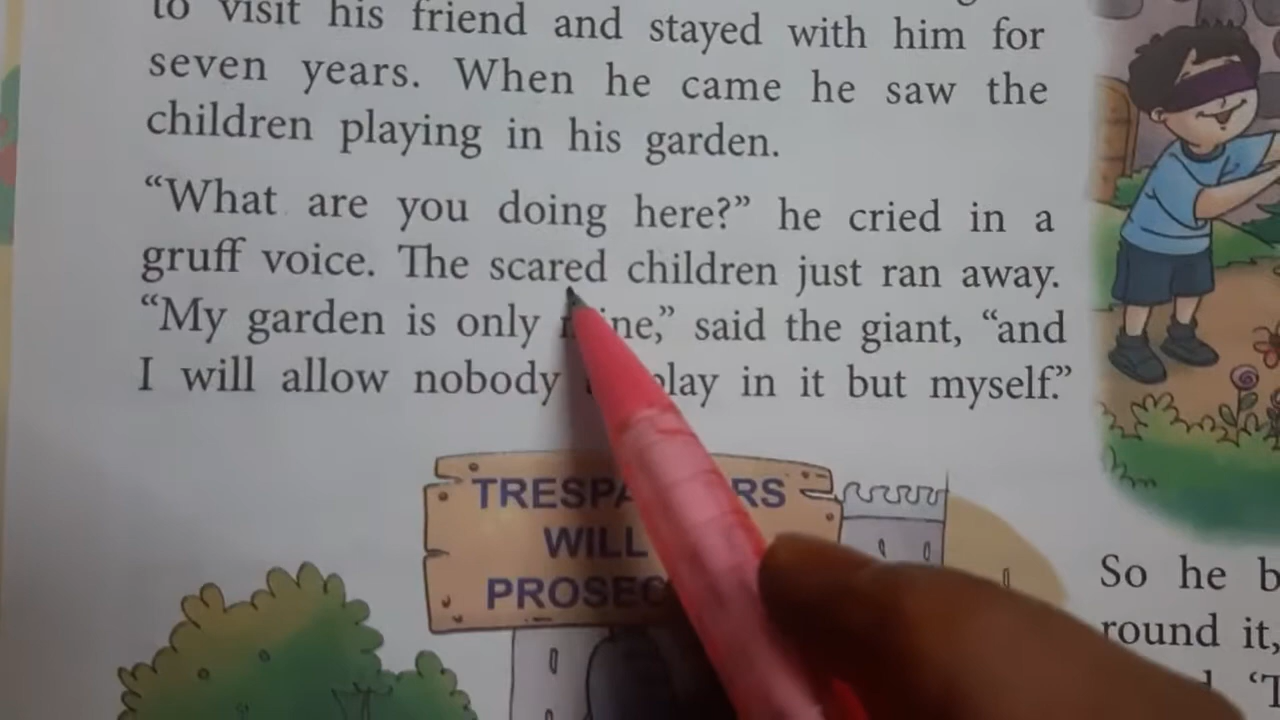 to visit his friend and stayed with him for
seven years. When he came he saw the
children playing in his garden.
“What are you doing here?” he cried in a
gruff voice. The scared children just ran away.
“My garden is only mine,” said the giant, “and
I will allow nobody play in it but myself.”
TRESPA RS
WILL
PROSEC
So he b
round it,